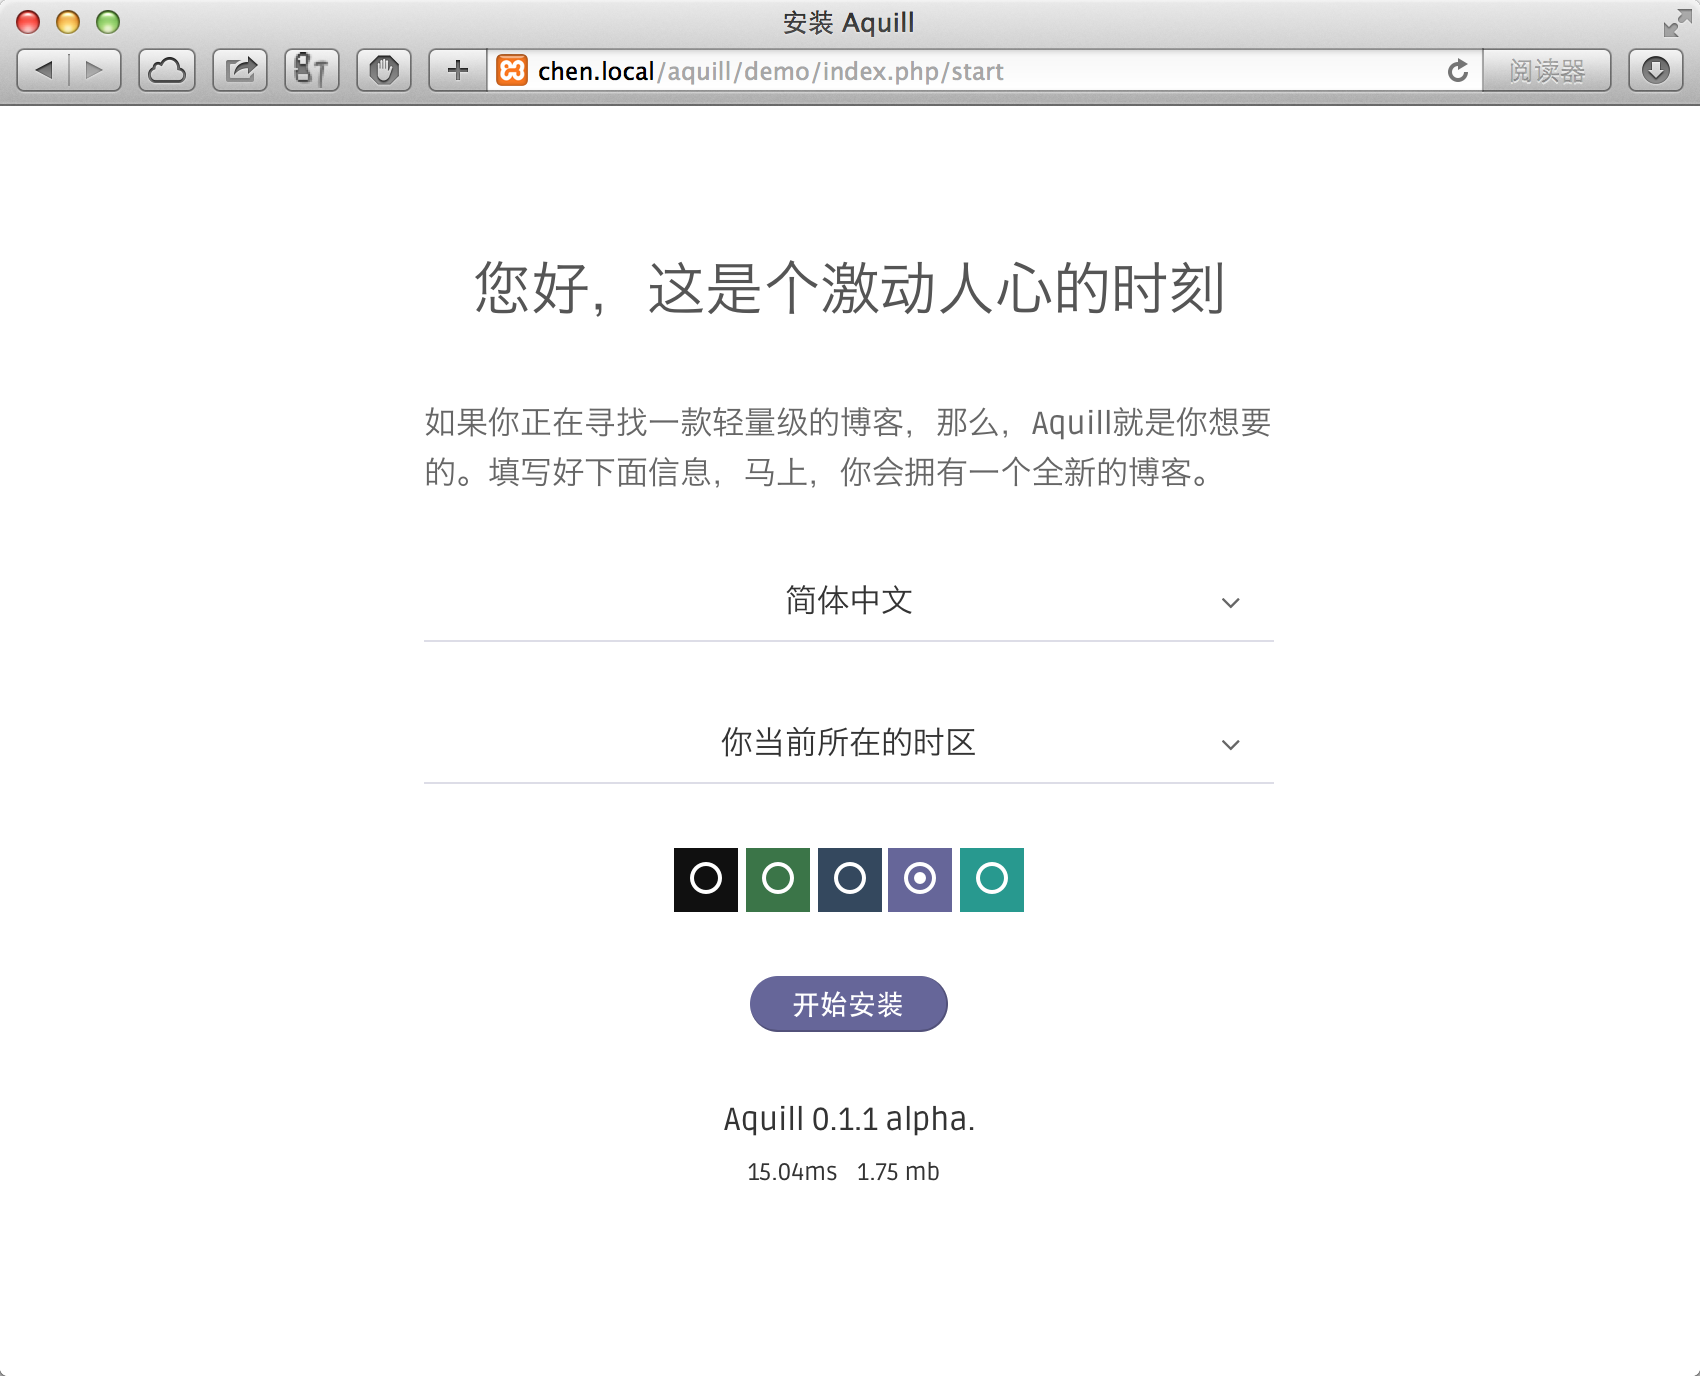 安装 Aquill
chen.local/aquill/demo/index.php/start
阅读器
您好，这是个激动人心的时刻
如果你正在寻找一款轻量级的博客，那么，Aquill就是你想要
的。填写好下面信息，马上，你会拥有一个全新的博客。
简体中文
你当前所在的时区
开始安装
Aquill 0.1.1 alpha.
15.04ms 1.75 mb